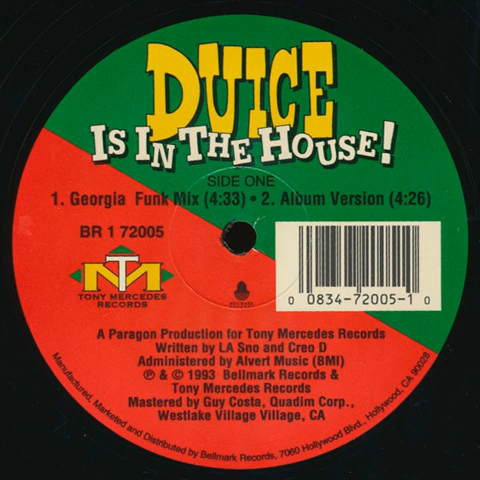 DUICE
IS IN THE HOUSE!
SIDE ONE
1. Georgia Funk Mix (4:33) • 2. Album Version (4:26)
BR 1 72005
TM
TONY MERCEDES
RECORDS
0 0834-72005-1 0
A Paragon Production for Tony Mercedes Records
Written by LA Sno and Creo D
Administered by Alvert Music (BMI)
℗ & © 1993 Bellmark Records &
Tony Mercedes Records
Mastered by Guy Costa, Quadim Corp.,
Westlake Village Village, CA
Manufactured, Marketed and Distributed by Bellmark Records, 7060 Hollywood Blvd., Hollywood, CA 90028